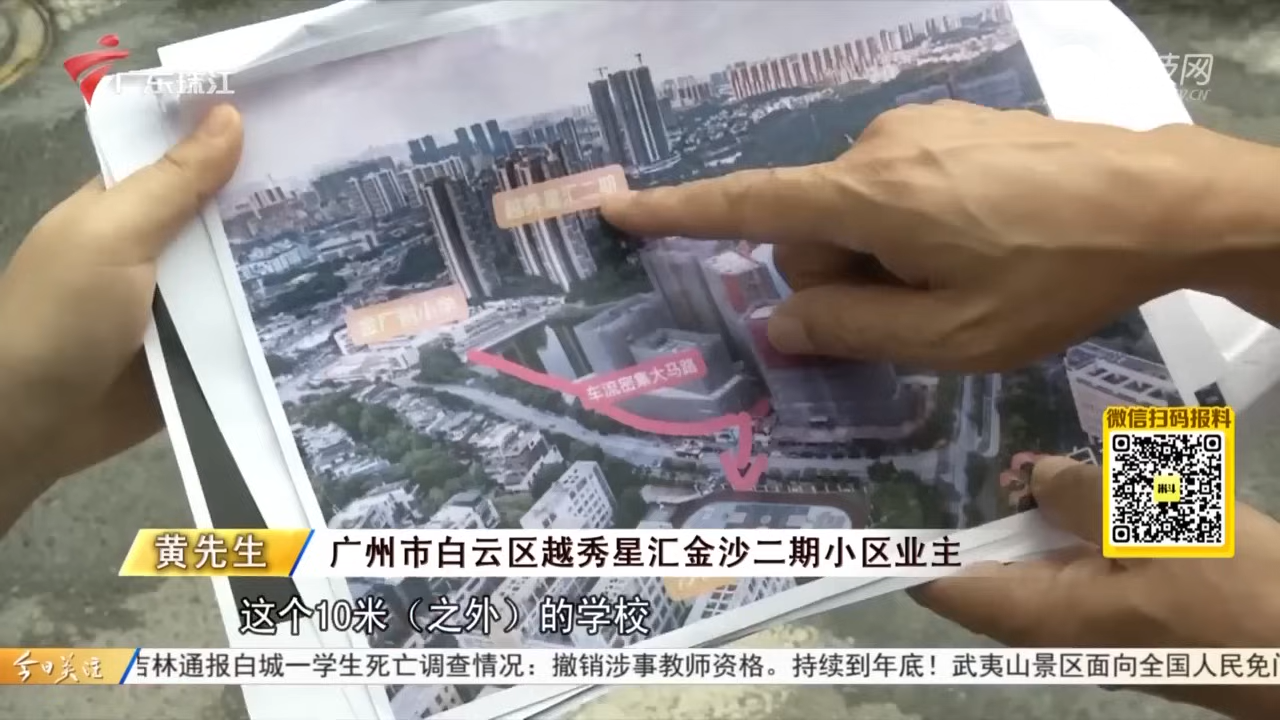 广东珠江
技网
.CN
越秀星汇二期
车流密集大马路
微信扫码报料
黄先生
广州市白云区越秀星汇金沙二期小区业主
这个10米（之外）的学校
今日关注
吉林通报白城一学生死亡调查情况：撤销涉事教师资格。持续到年底！武夷山景区面向全国人民免门